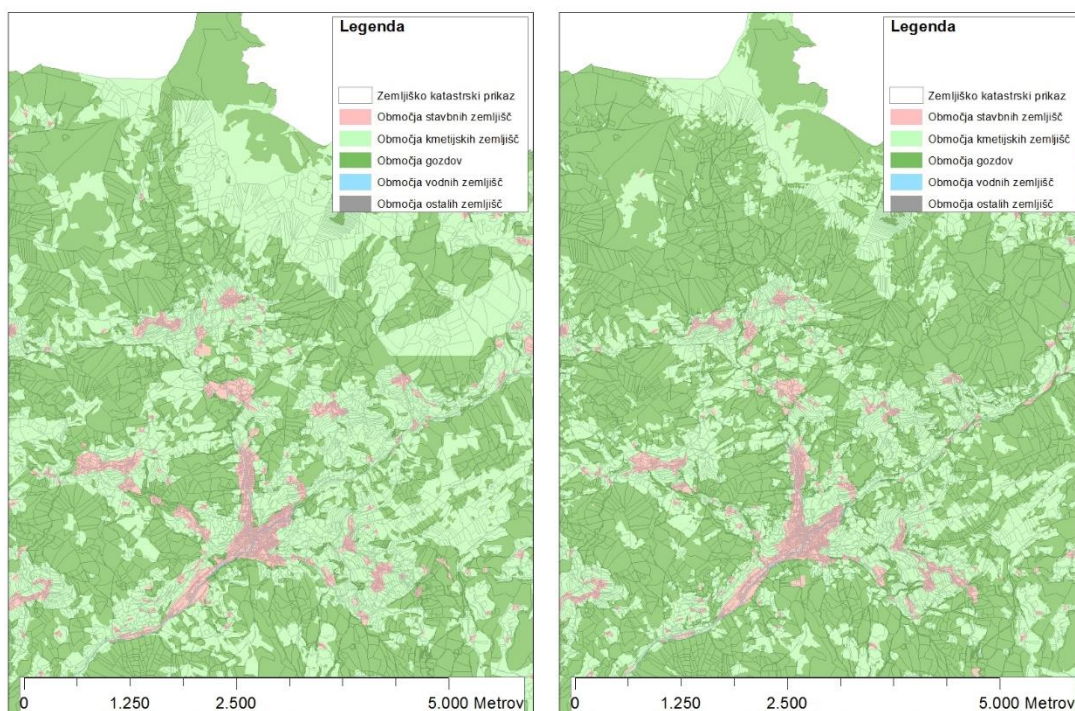 Legenda
Zemljiško katastrski prikaz
Območja stavbnih zemljišč
Območja kmetijskih zemljišč
Območja gozdov
Območja vodnih zemljišč
Območja ostalih zemljišč
0 1.250 2.500 5.000 Metrov
Legenda
Zemljiško katastrski prikaz
Območja stavbnih zemljišč
Območja kmetijskih zemljišč
Območja gozdov
Območja vodnih zemljišč
Območja ostalih zemljišč
0 1.250 2.500 5.000 Metrov